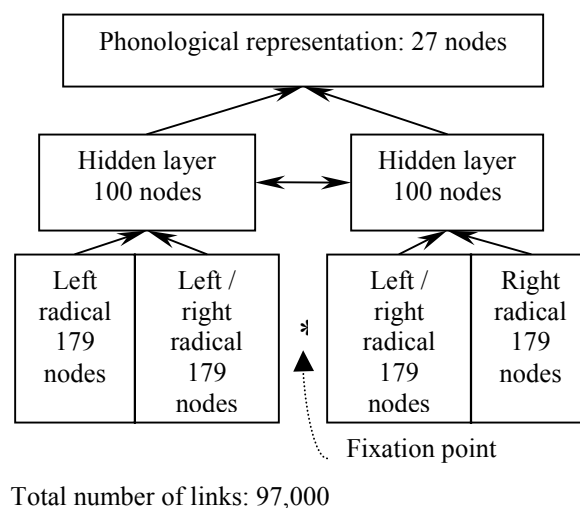 Phonological representation: 27 nodes
Hidden layer
100 nodes
Hidden layer
100 nodes
Left
radical
179
nodes
Left /
right
radical
179
nodes
*
Left /
right
radical
179
nodes
Right
radical
179
nodes
Fixation point
Total number of links: 97,000